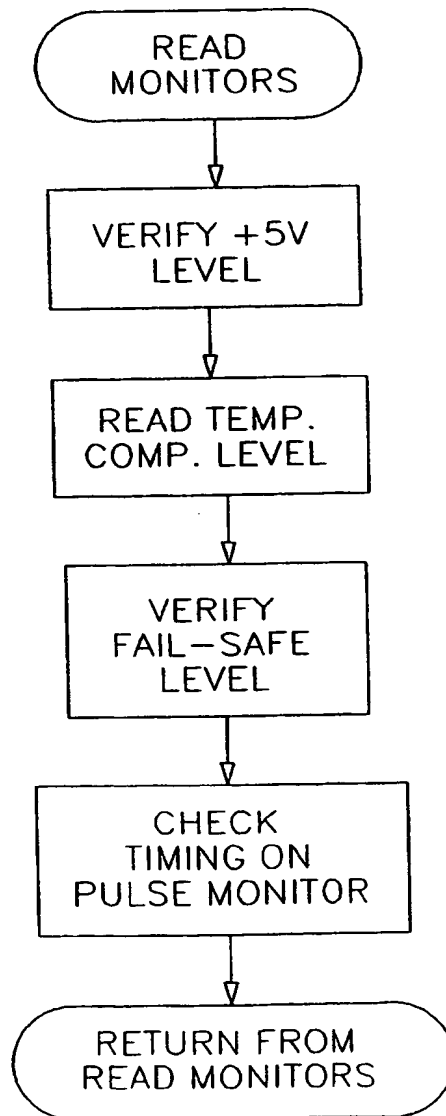 READ
MONITORS
VERIFY +5V
LEVEL
READ TEMP.
COMP. LEVEL
VERIFY
FAIL-SAFE
LEVEL
CHECK
TIMING ON
PULSE MONITOR
RETURN FROM
READ MONITORS